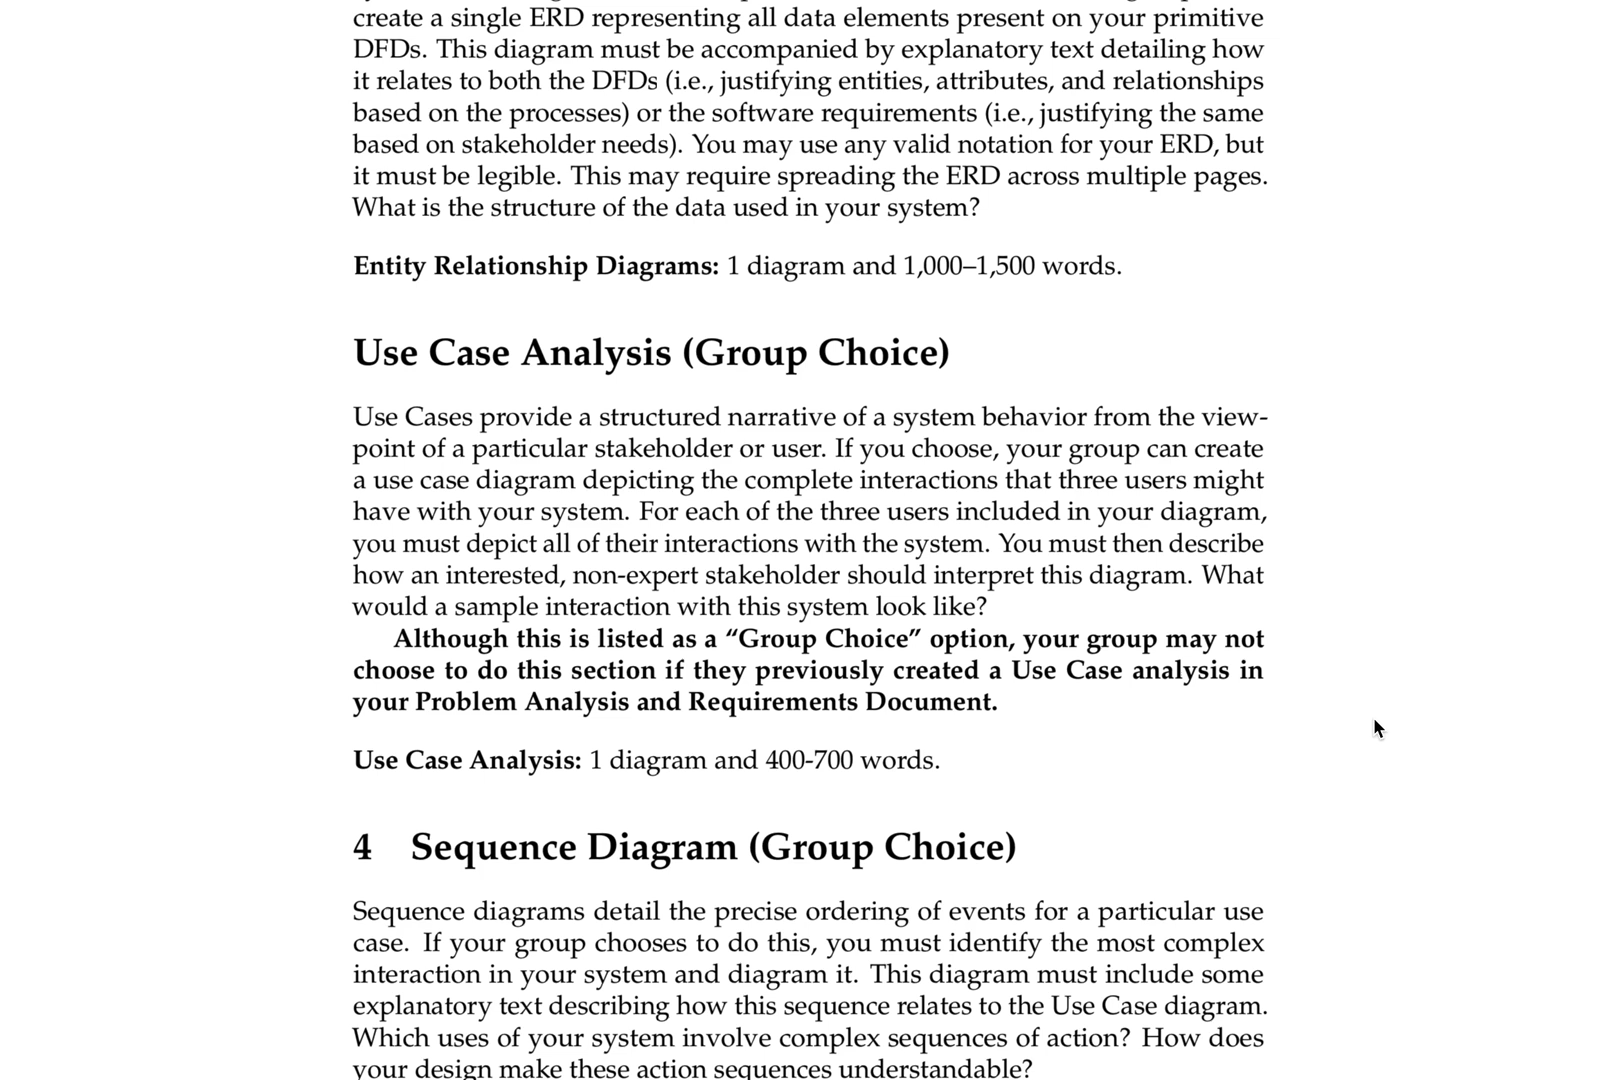 create a single ERD representing all data elements present on your primitive
DFDs. This diagram must be accompanied by explanatory text detailing how
it relates to both the DFDs (i.e., justifying entities, attributes, and relationships
based on the processes) or the software requirements (i.e., justifying the same
based on stakeholder needs). You may use any valid notation for your ERD, but
it must be legible. This may require spreading the ERD across multiple pages.
What is the structure of the data used in your system?
Entity Relationship Diagrams: 1 diagram and 1,000–1,500 words.
Use Case Analysis (Group Choice)
Use Cases provide a structured narrative of a system behavior from the view-
point of a particular stakeholder or user. If you choose, your group can create
a use case diagram depicting the complete interactions that three users might
have with your system. For each of the three users included in your diagram,
you must depict all of their interactions with the system. You must then describe
how an interested, non-expert stakeholder should interpret this diagram. What
would a sample interaction with this system look like?
Although this is listed as a “Group Choice” option, your group may not
choose to do this section if they previously created a Use Case analysis in
your Problem Analysis and Requirements Document.
Use Case Analysis: 1 diagram and 400-700 words.
4 Sequence Diagram (Group Choice)
Sequence diagrams detail the precise ordering of events for a particular use
case. If your group chooses to do this, you must identify the most complex
interaction in your system and diagram it. This diagram must include some
explanatory text describing how this sequence relates to the Use Case diagram.
Which uses of your system involve complex sequences of action? How does
your design make these action sequences understandable?